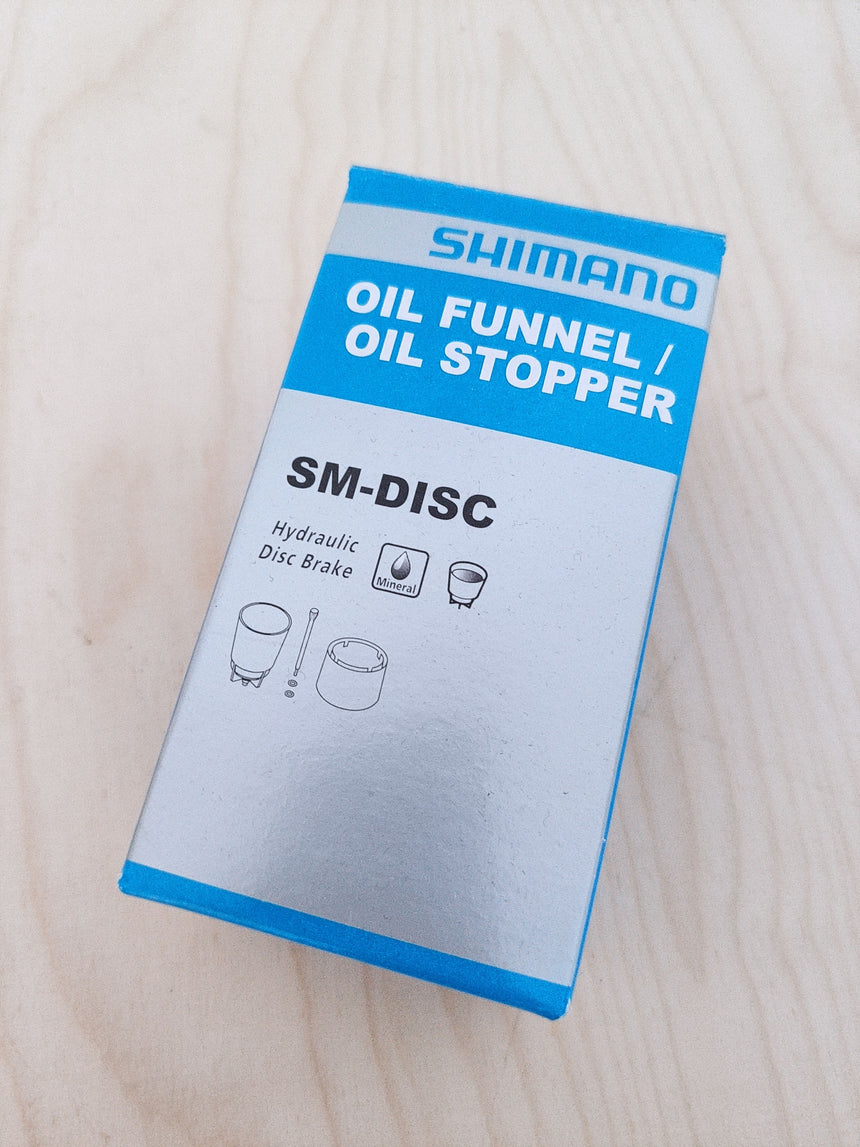 SHIMANO
OIL FUNNEL /
OIL STOPPER
SM-DISC
Hydraulic
Disc Brake
Mineral